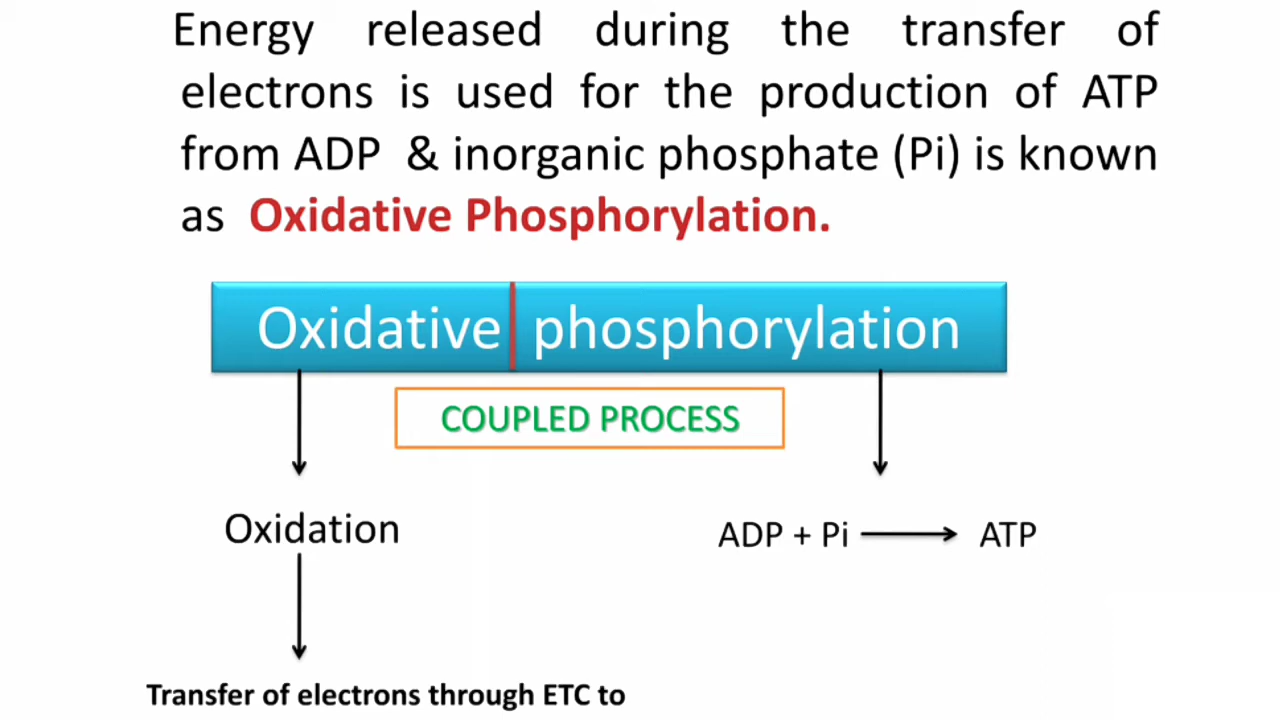 Energy released during the transfer of
electrons is used for the production of ATP
from ADP & inorganic phosphate (Pi) is known
as Oxidative Phosphorylation.
Oxidative phosphorylation
COUPLED PROCESS
Oxidation
ADP + Pi ⟶ ATP
Transfer of electrons through ETC to